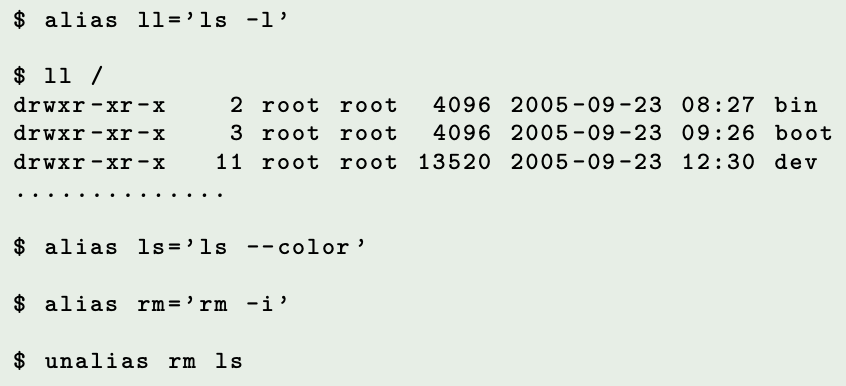 $ alias ll=’ls -l’
$ ll /
drwxr-xr-x    2 root root  4096 2005-09-23 08:27 bin
drwxr-xr-x    3 root root  4096 2005-09-23 09:26 boot
drwxr-xr-x   11 root root 13520 2005-09-23 12:30 dev
..............
$ alias ls=’ls --color’
$ alias rm=’rm -i’
$ unalias rm ls